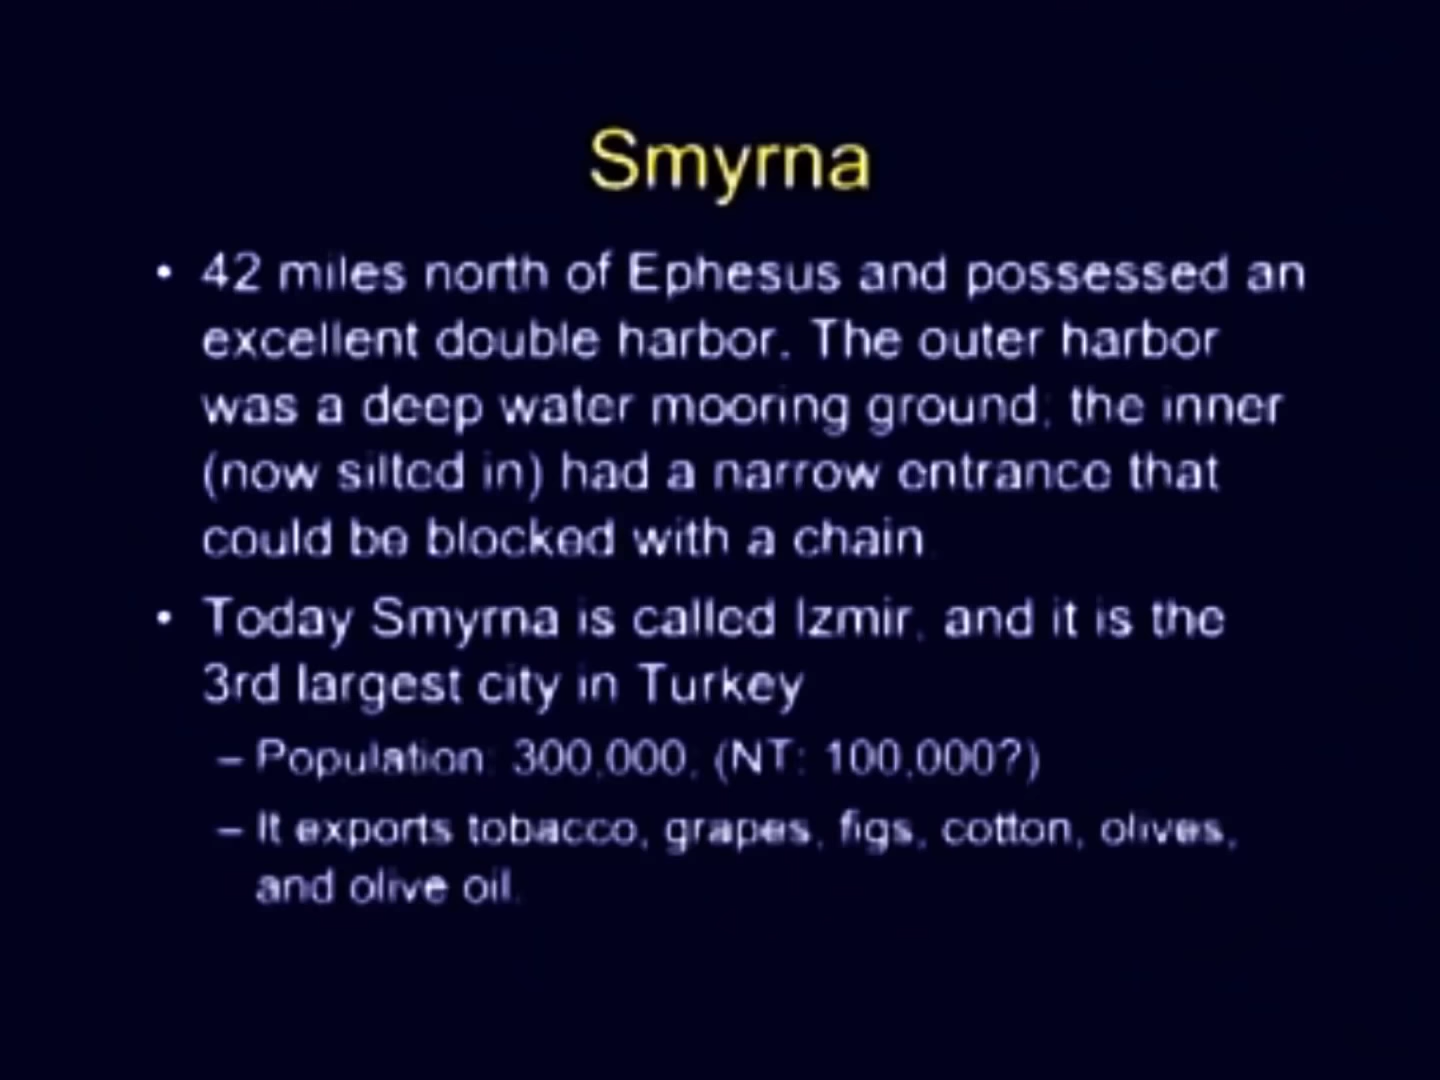 Smyrna
• 42 miles north of Ephesus and possessed an
excellent double harbor. The outer harbor
was a deep water mooring ground; the inner
(now silted in) had a narrow entrance that
could be blocked with a chain.
• Today Smyrna is called Izmir, and it is the
3rd largest city in Turkey
– Population: 300,000; (NT: 100,000?)
– It exports tobacco, grapes, figs, cotton, olives,
and olive oil.